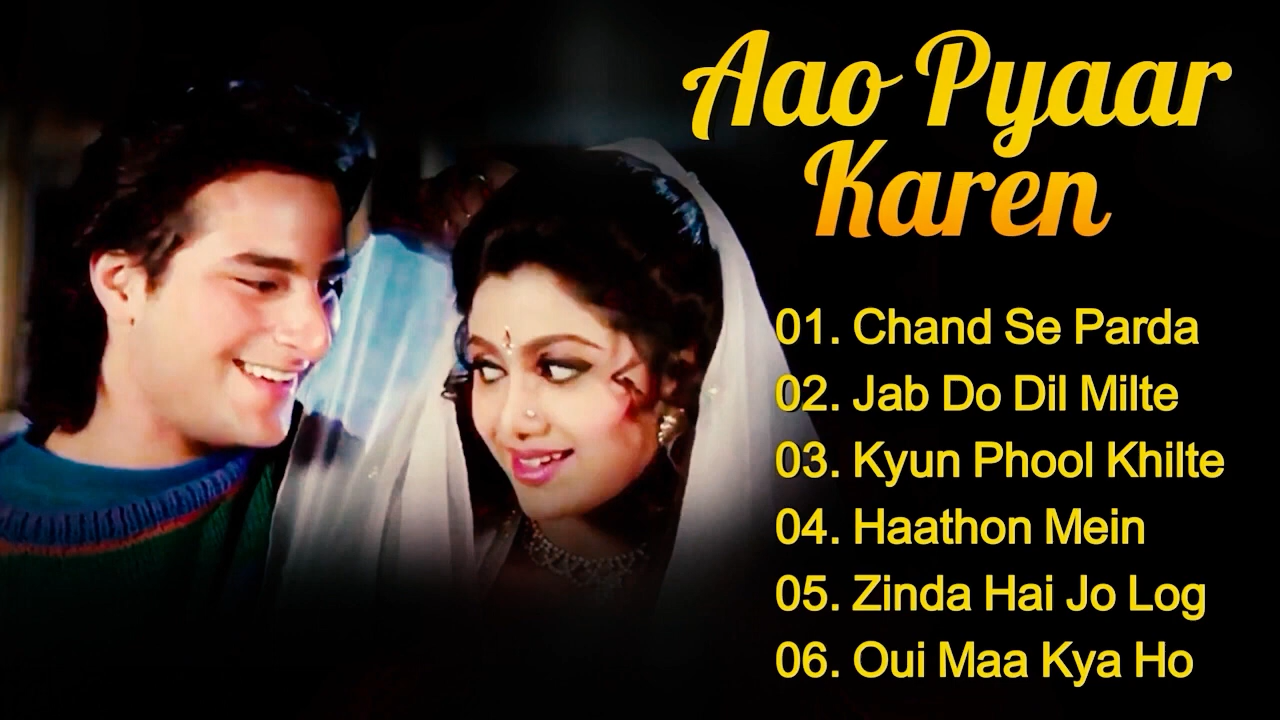 Aao Pyaar
Karen
01. Chand Se Parda
02. Jab Do Dil Milte
03. Kyun Phool Khilte
04. Haathon Mein
05. Zinda Hai Jo Log
06. Oui Maa Kya Ho